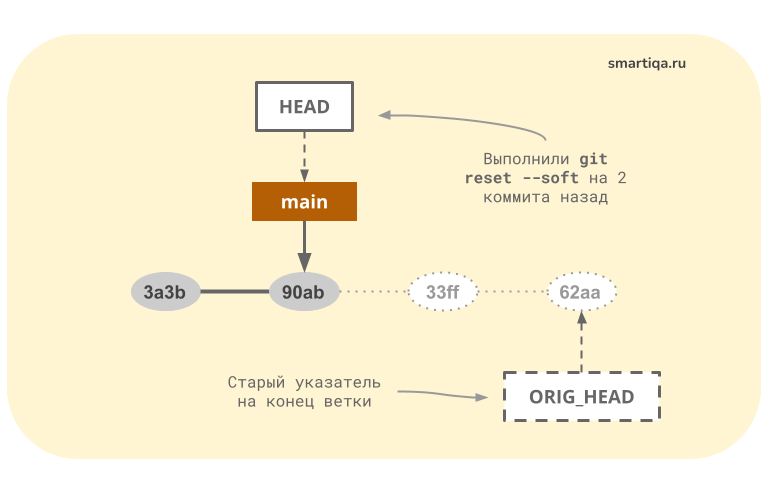 smartiqa.ru
HEAD
Выполнили git
reset --soft на 2
коммита назад
main
3a3b
90ab
33ff
62aa
Старый указатель
на конец ветки
ORIG_HEAD